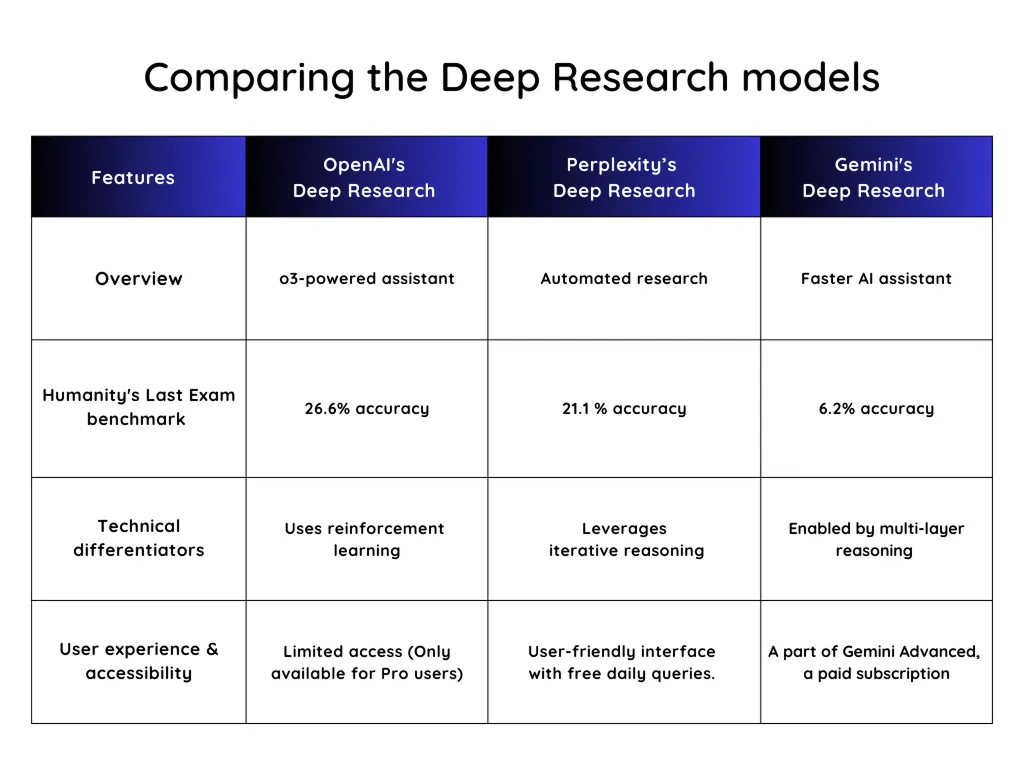 Comparing the Deep Research models
Features
OpenAI's
Deep Research
Perplexity’s
Deep Research
Gemini's
Deep Research
Overview
o3-powered assistant
Automated research
Faster AI assistant
Humanity's Last Exam
benchmark
26.6% accuracy
21.1 % accuracy
6.2% accuracy
Technical
differentiators
Uses reinforcement
learning
Leverages
iterative reasoning
Enabled by multi-layer
reasoning
User experience &
accessibility
Limited access (Only
available for Pro users)
User-friendly interface
with free daily queries.
A part of Gemini Advanced,
a paid subscription